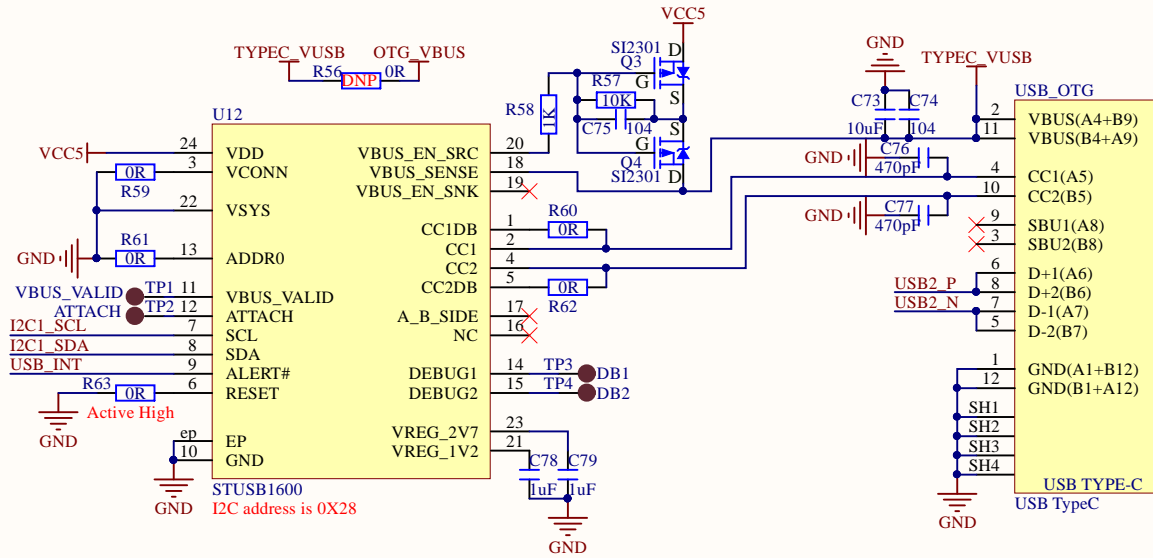 VCC5
SI2301
D
Q3
G
S
R57
10K
C75
104
R58
1K
S
G
Q4
SI2301
D
TYPEC_VUSB
OTG_VBUS
R56
DNP
0R
U12
VCC5
24
VDD
3
VCONN
0R
R59
22
VSYS
R61
0R
GND
13
ADDR0
VBUS_VALID
TP1
11
VBUS_VALID
ATTACH
TP2
12
ATTACH
I2C1_SCL
7
SCL
I2C1_SDA
8
SDA
USB_INT
9
ALERT#
R63
0R
6
RESET
Active High
GND
ep
EP
10
GND
GND
STUSB1600
I2C address is 0X28
VBUS_EN_SRC
20
VBUS_SENSE
18
VBUS_EN_SNK
19
CC1DB
1
R60
0R
CC1
2
CC2
4
CC2DB
5
0R
R62
A_B_SIDE
17
NC
16
DEBUG1
14
TP3
DB1
DEBUG2
15
TP4
DB2
VREG_2V7
23
VREG_1V2
21
C78
C79
1uF
1uF
GND
GND
C73
C74
10uF
104
C76
GND
470pF
C77
GND
470pF
TYPEC_VUSB
USB_OTG
2
VBUS(A4+B9)
11
VBUS(B4+A9)
4
CC1(A5)
10
CC2(B5)
9
SBU1(A8)
3
SBU2(B8)
6
D+1(A6)
USB2_P
8
D+2(B6)
USB2_N
7
D-1(A7)
5
D-2(B7)
1
GND(A1+B12)
12
GND(B1+A12)
SH1
SH2
SH3
SH4
GND
USB TYPE-C
USB TypeC